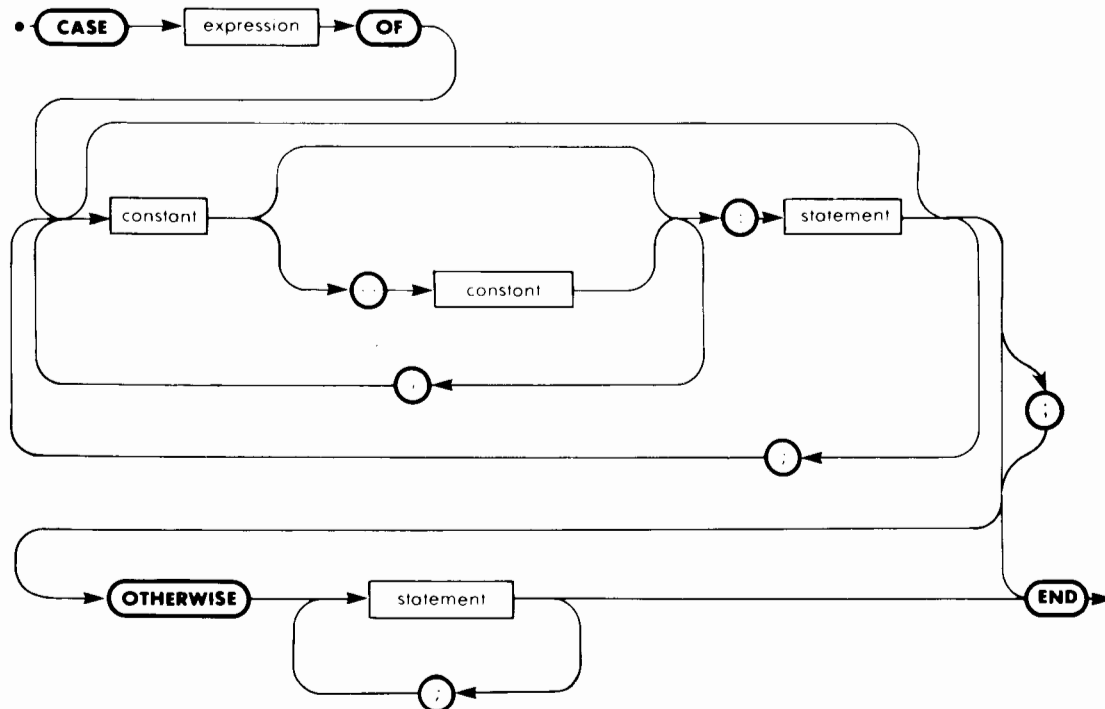 CASE expression OF
constant : statement
.. constant
,
;
;
OTHERWISE statement END
;